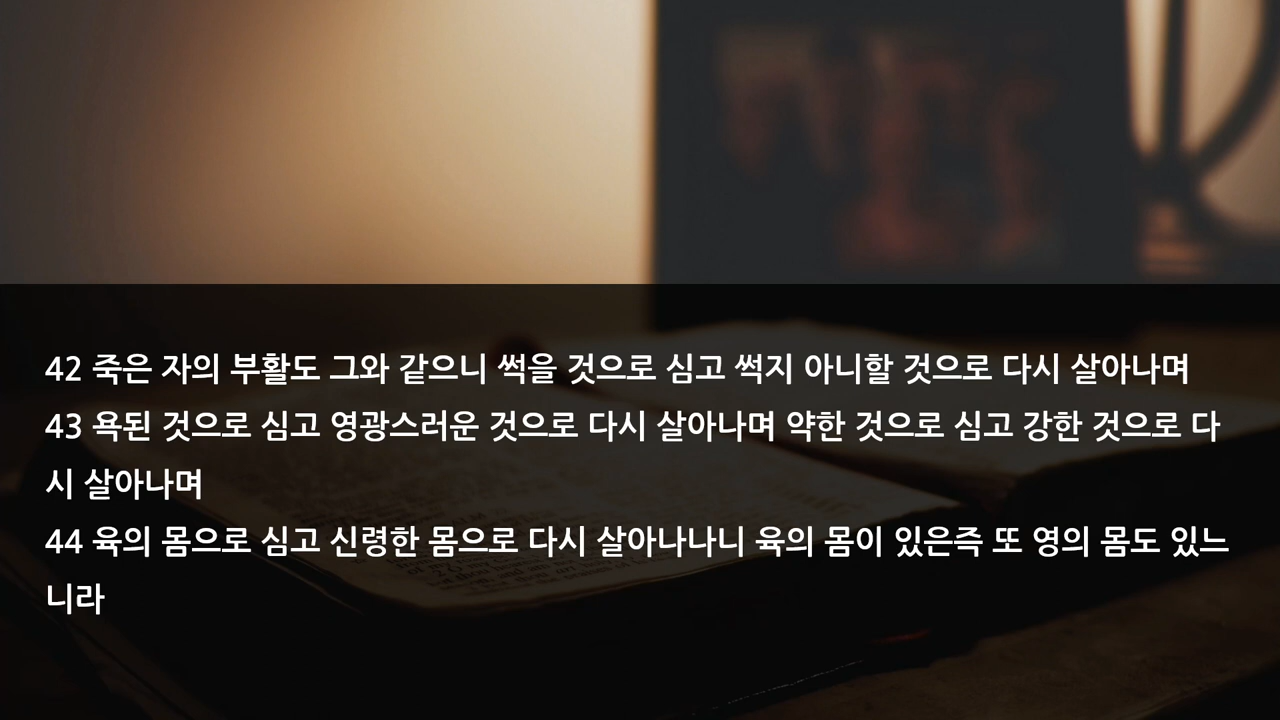 42 죽은 자의 부활도 그와 같으니 썩을 것으로 심고 썩지 아니할 것으로 다시 살아나며
43 욕된 것으로 심고 영광스러운 것으로 다시 살아나며 약한 것으로 심고 강한 것으로 다
시 살아나며
44 육의 몸으로 심고 신령한 몸으로 다시 살아나나니 육의 몸이 있은즉 또 영의 몸도 있느
니라